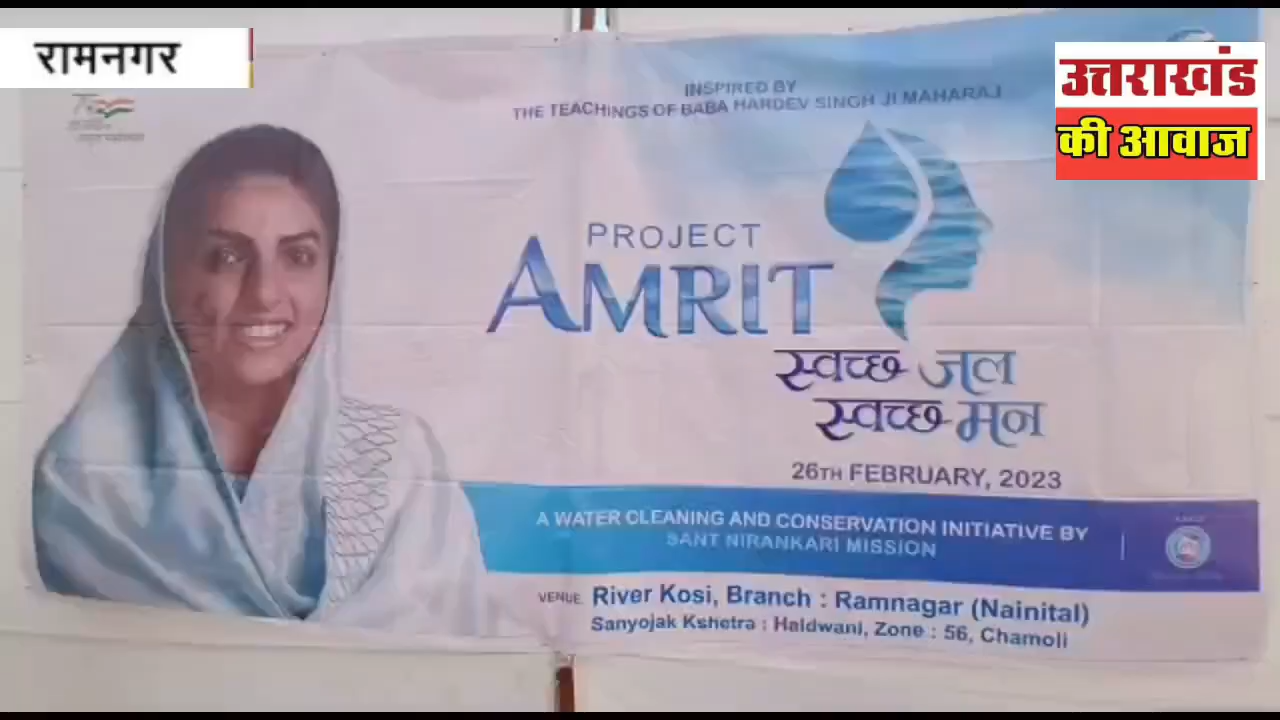 रामनगर
उत्तराखंड
की आवाज
INSPIRED BY
THE TEACHINGS OF BABA HARDEV SINGH JI MAHARAJ
PROJECT
AMRIT
स्वच्छ जल
स्वच्छ मन
26TH FEBRUARY, 2023
A WATER CLEANING AND CONSERVATION INITIATIVE BY
SANT NIRANKARI MISSION
VENUE River Kosi, Branch : Ramnagar (Nainital)
Sanyojak Kshetra : Haldwani, Zone : 56, Chamoli